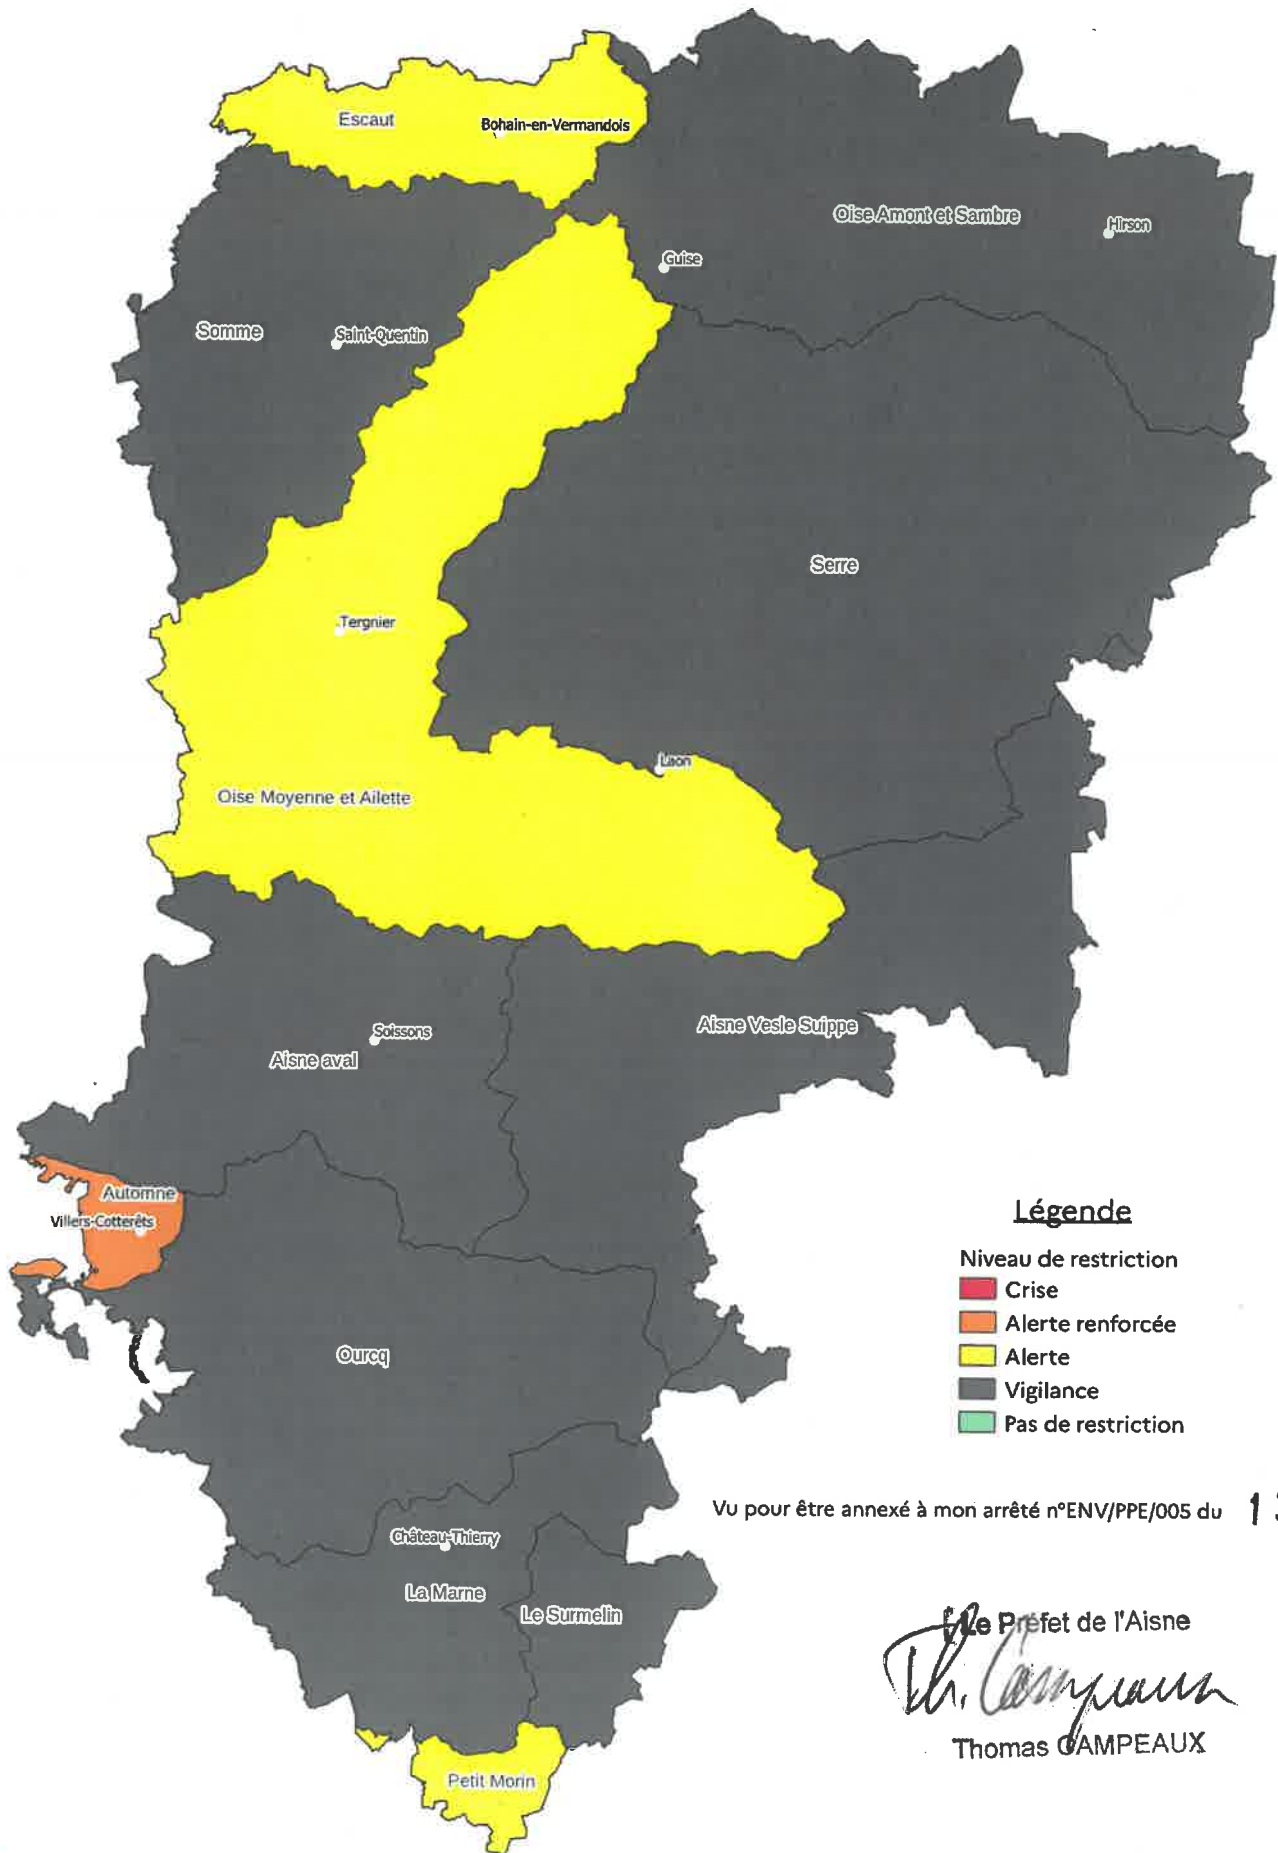 Escaut
Bohain-en-Vermandois
Oise Amont et Sambre
Hirson
Guise
Somme
Saint-Quentin
Serre
Tergnier
Laon
Oise Moyenne et Ailette
Aisne Vesle Suippe
Soissons
Aisne aval
Automne
Villers-Cotterêts
Légende
Niveau de restriction
Crise
Alerte renforcée
Alerte
Vigilance
Pas de restriction
Ourcq
Vu pour être annexé à mon arrêté n°ENV/PPE/005 du 1
Château-Thierry
La Marne
Le Surmelin
Le Préfet de l'Aisne
Th. Campeaux
Thomas CAMPEAUX
Petit Morin